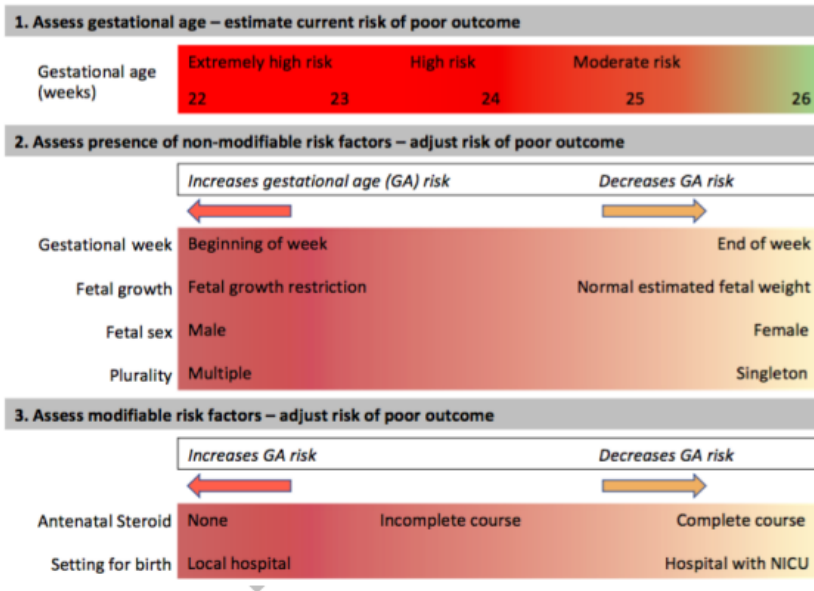 1. Assess gestational age – estimate current risk of poor outcome
Gestational age (weeks)
Extremely high risk High risk Moderate risk
22 23 24 25 26
2. Assess presence of non-modifiable risk factors – adjust risk of poor outcome
Increases gestational age (GA) risk Decreases GA risk
Gestational week Beginning of week End of week
Fetal growth Fetal growth restriction Normal estimated fetal weight
Fetal sex Male Female
Plurality Multiple Singleton
3. Assess modifiable risk factors – adjust risk of poor outcome
Increases GA risk Decreases GA risk
Antenatal Steroid None Incomplete course Complete course
Setting for birth Local hospital Hospital with NICU